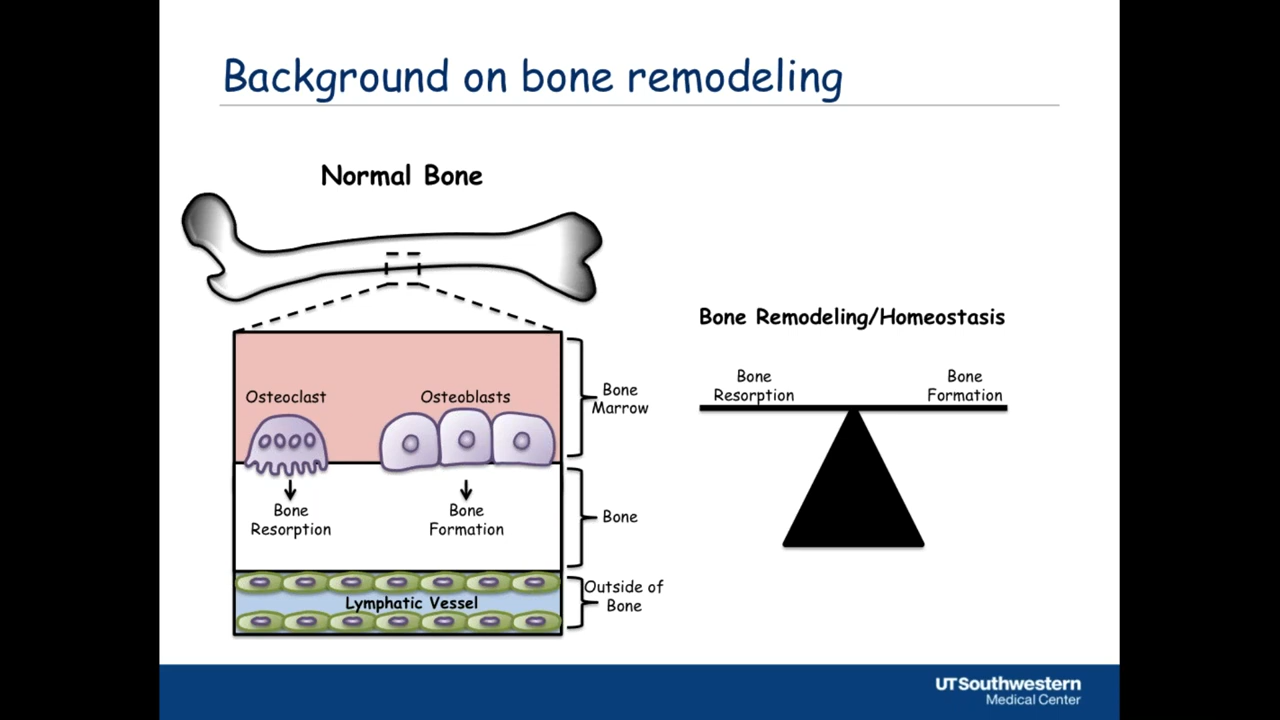 Background on bone remodeling
Normal Bone
Osteoclast
Osteoblasts
Bone
Resorption
Bone
Formation
Lymphatic Vessel
Bone
Marrow
Bone
Outside of
Bone
Bone Remodeling/Homeostasis
Bone
Resorption
Bone
Formation
UTSouthwestern
Medical Center